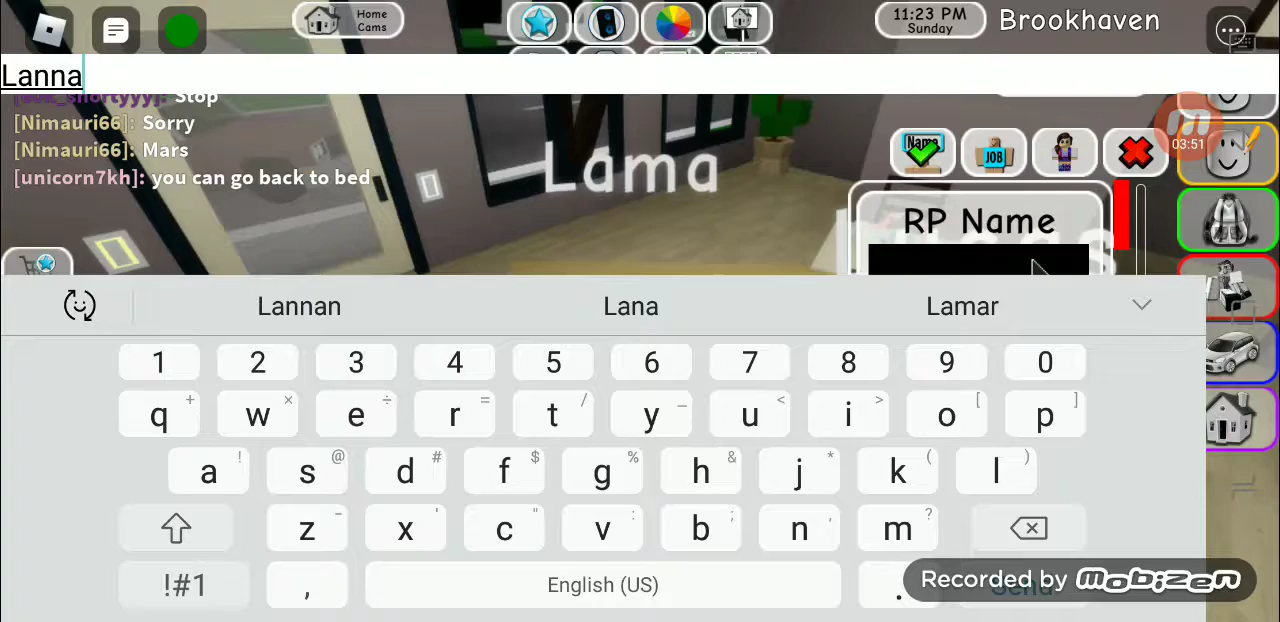 Home
Cams
11:23 PM
Sunday
Brookhaven
Lanna
Stop
[Nimauri66]: Sorry
[Nimauri66]: Mars
[unicorn7kh]: you can go back to bed
Lama
Name
JOB
03:51
RP Name
Lannan Lana Lamar
1 2 3 4 5 6 7 8 9 0
q + w × e ÷ r = t / y _ u < i > o [ p ]
a ! s @ d # f $ g % h & j * k ( l )
z - x ' c " v : b ; n , m ?
!#1 , English (US) . Send
Recorded by mobizen